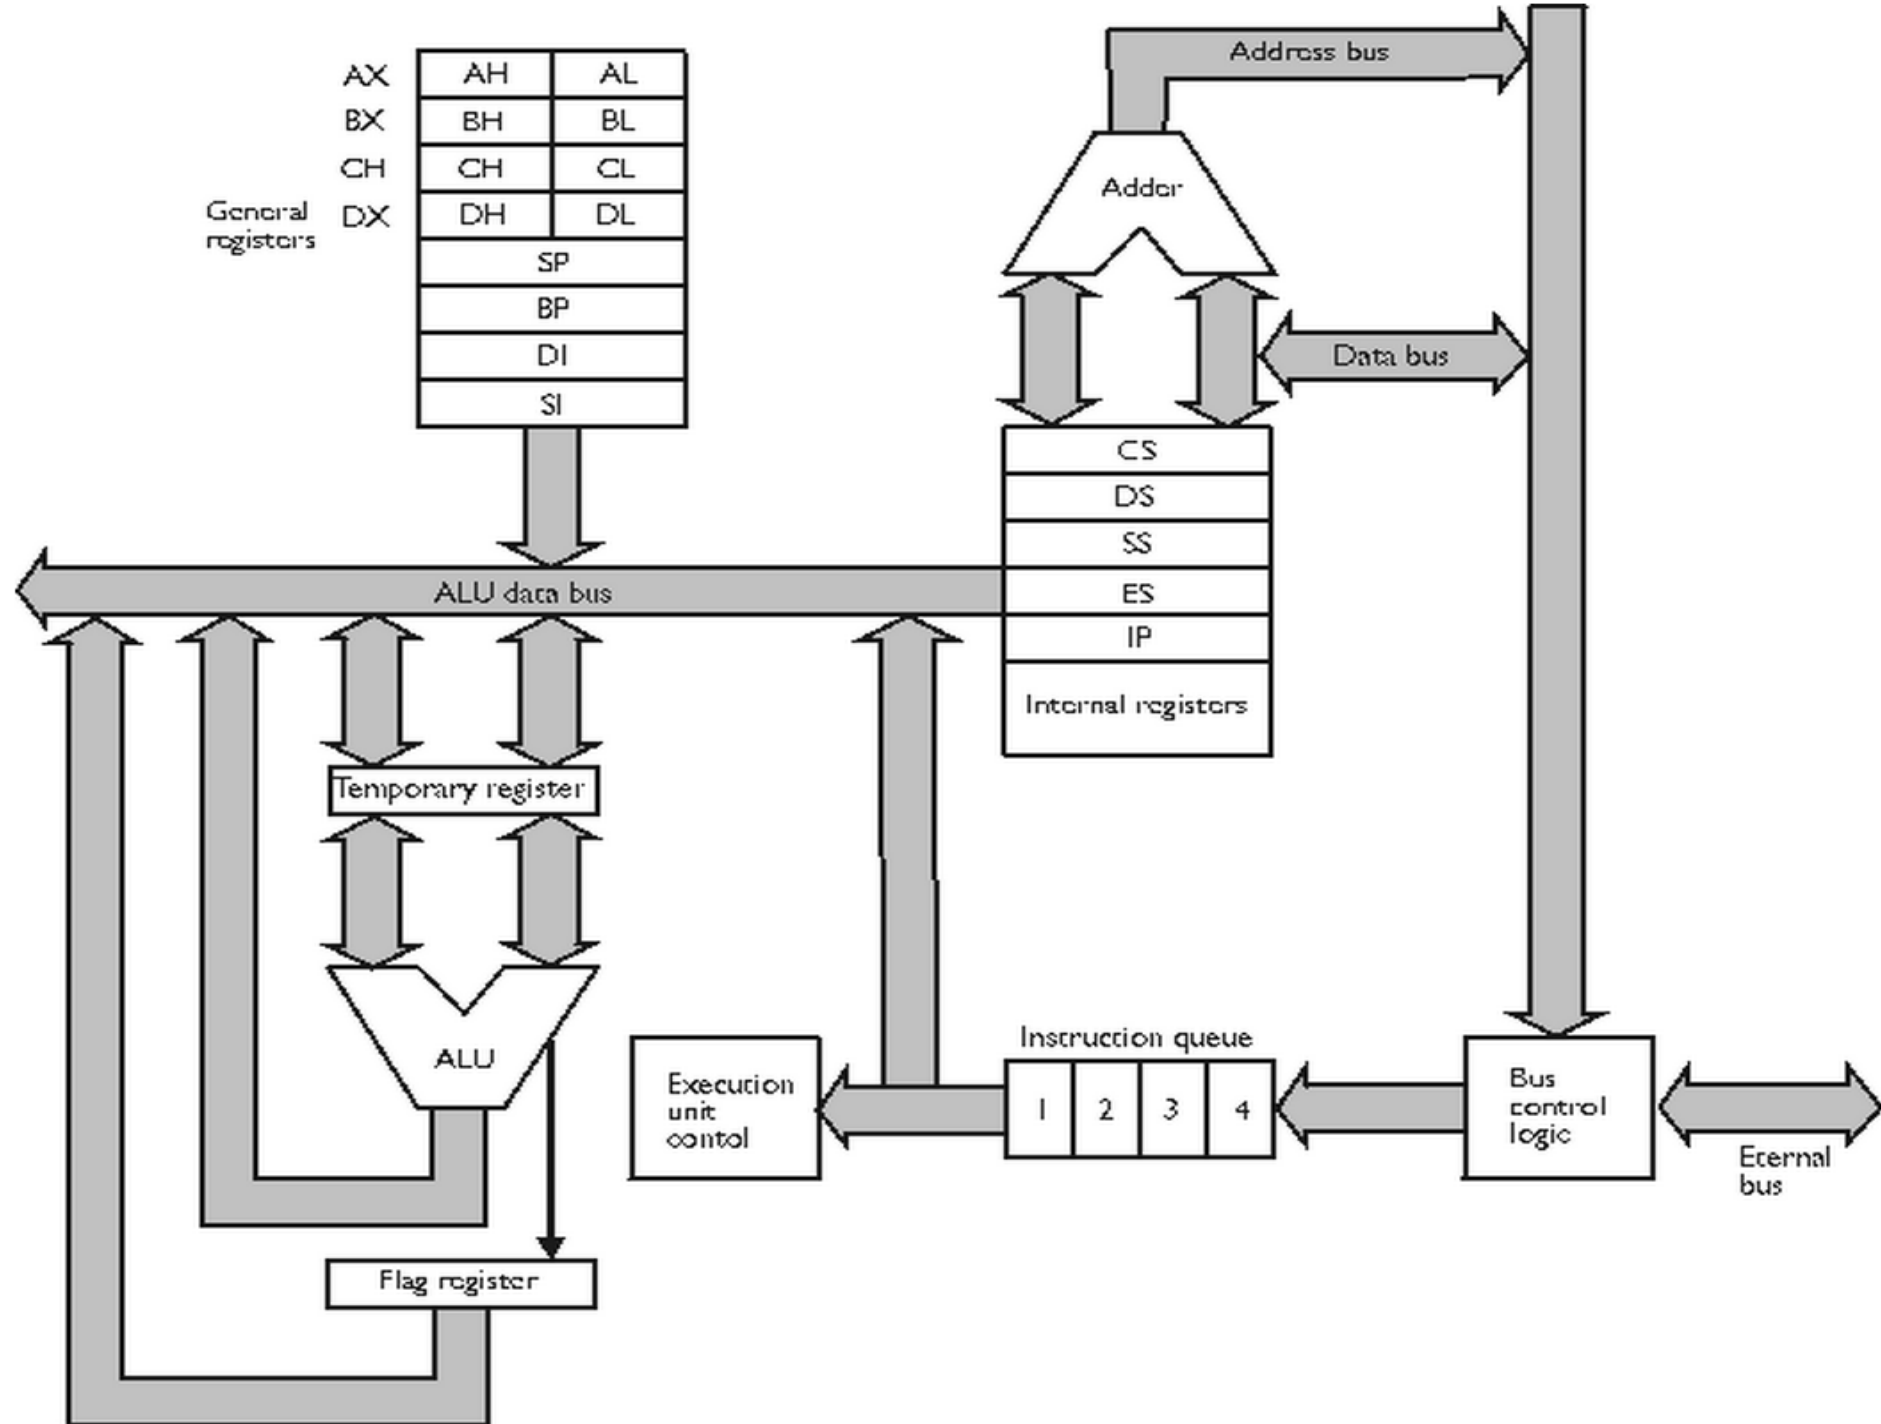 Address bus
AX AH AL
BX BH BL
CH CH CL
General
registers
DX DH DL
SP
BP
DI
SI
Adder
Data bus
CS
DS
SS
ES
IP
Internal registers
ALU data bus
Temporary register
ALU
Execution
unit
contol
Instruction queue
1 2 3 4
Bus
control
logic
Eternal
bus
Flag register